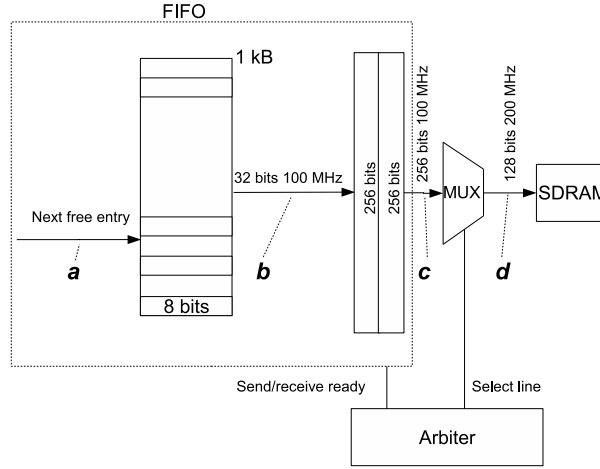 FIFO
1 kB
32 bits 100 MHz
Next free entry
a
b
8 bits
256 bits
256 bits
256 bits 100 MHz
c
MUX
128 bits 200 MHz
d
SDRAM
Send/receive ready
Select line
Arbiter